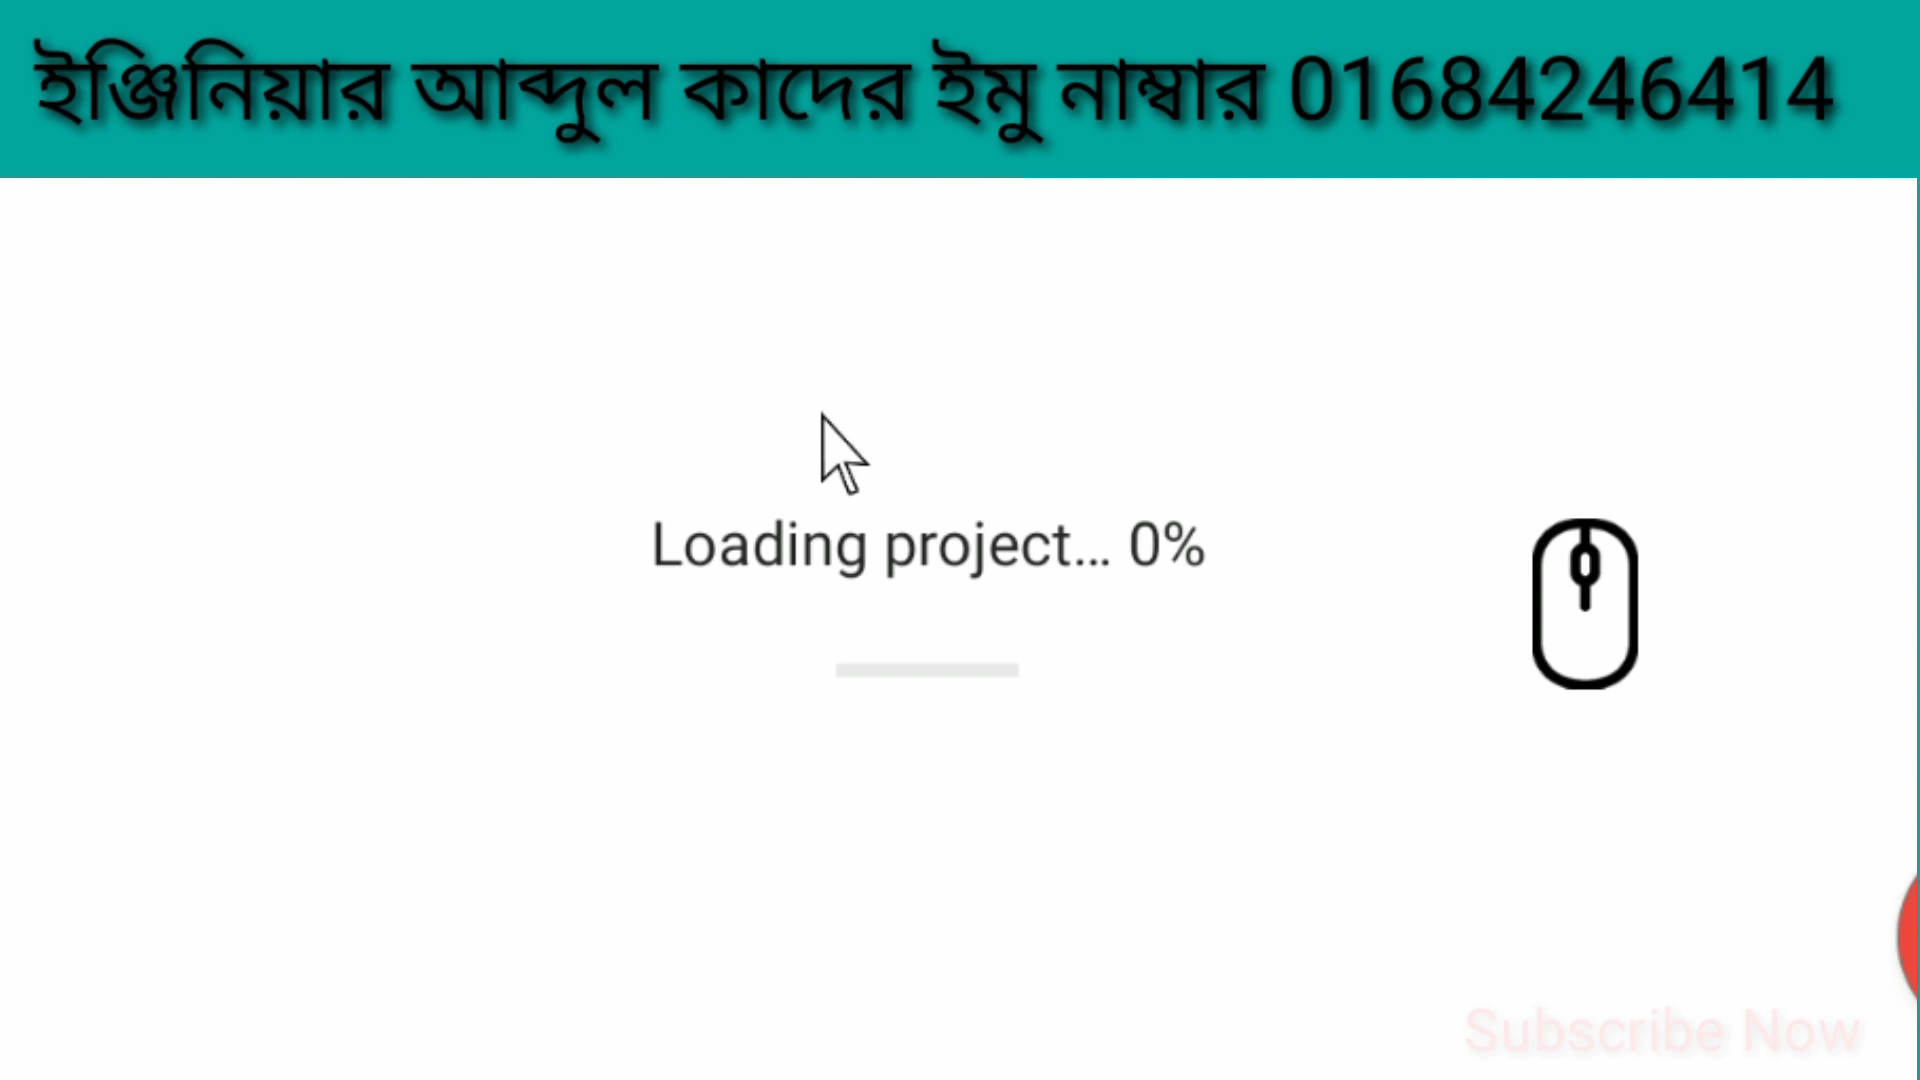 ইঞ্জিনিয়ার আব্দুল কাদের ইমু নাম্বার 01684246414
Loading project... 0%
Subscribe Now